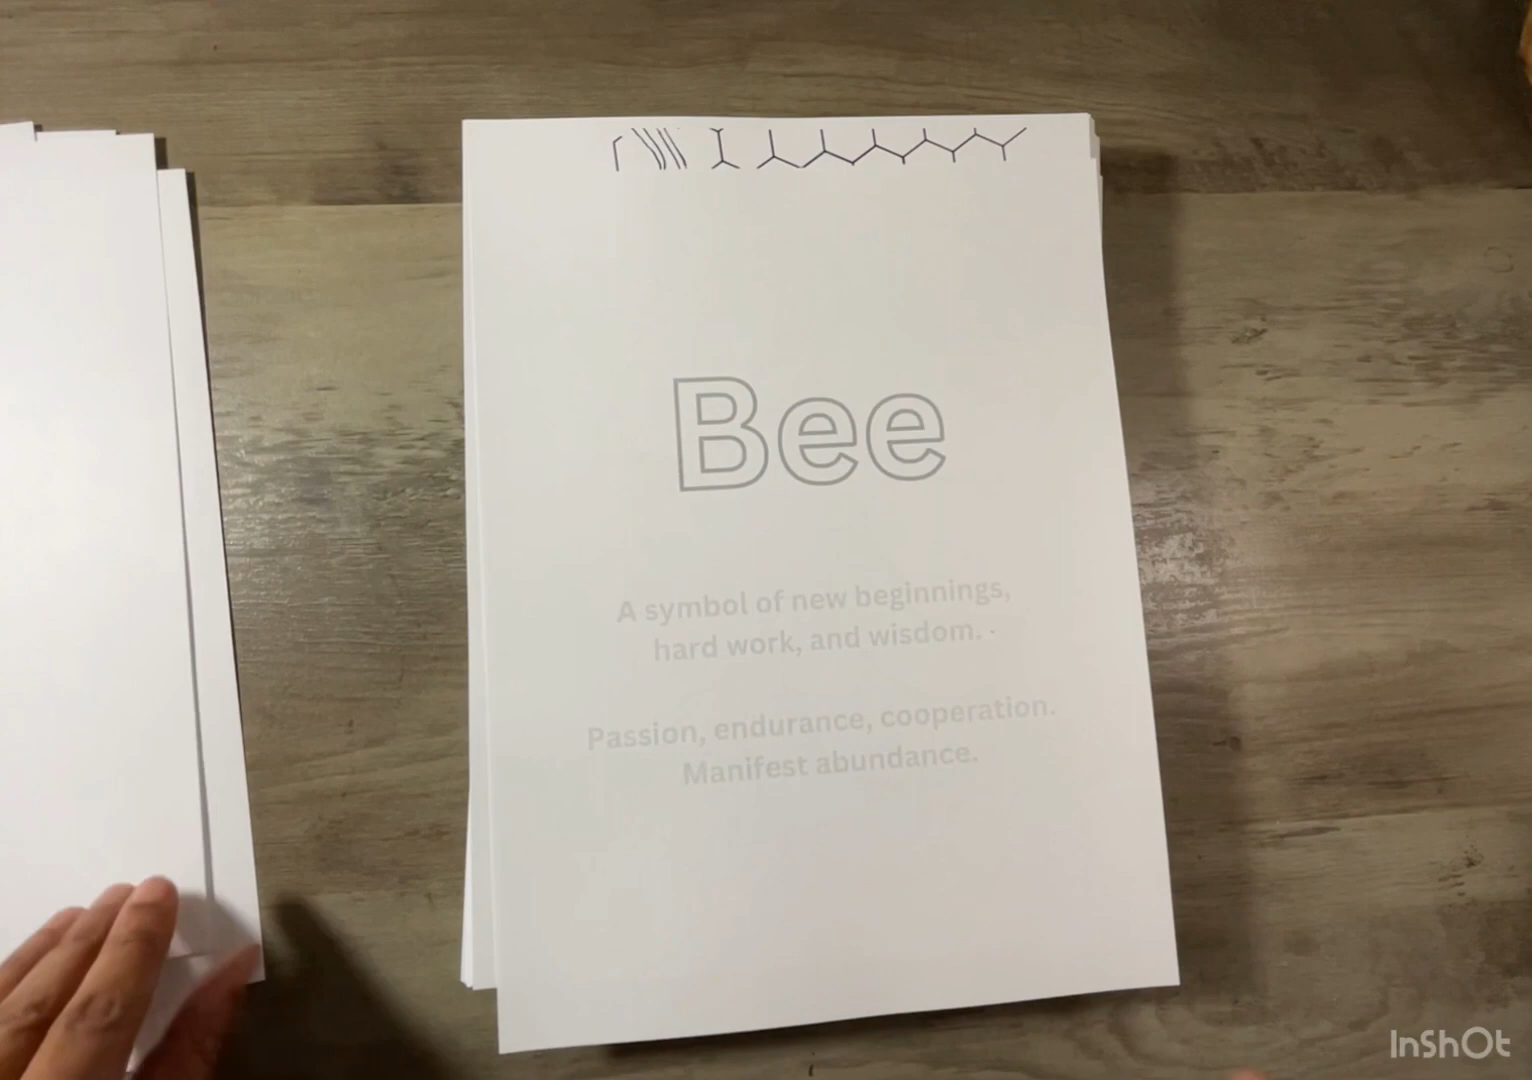 Bee
A symbol of new beginnings,
hard work, and wisdom.
Passion, endurance, cooperation.
Manifest abundance.
InShOt